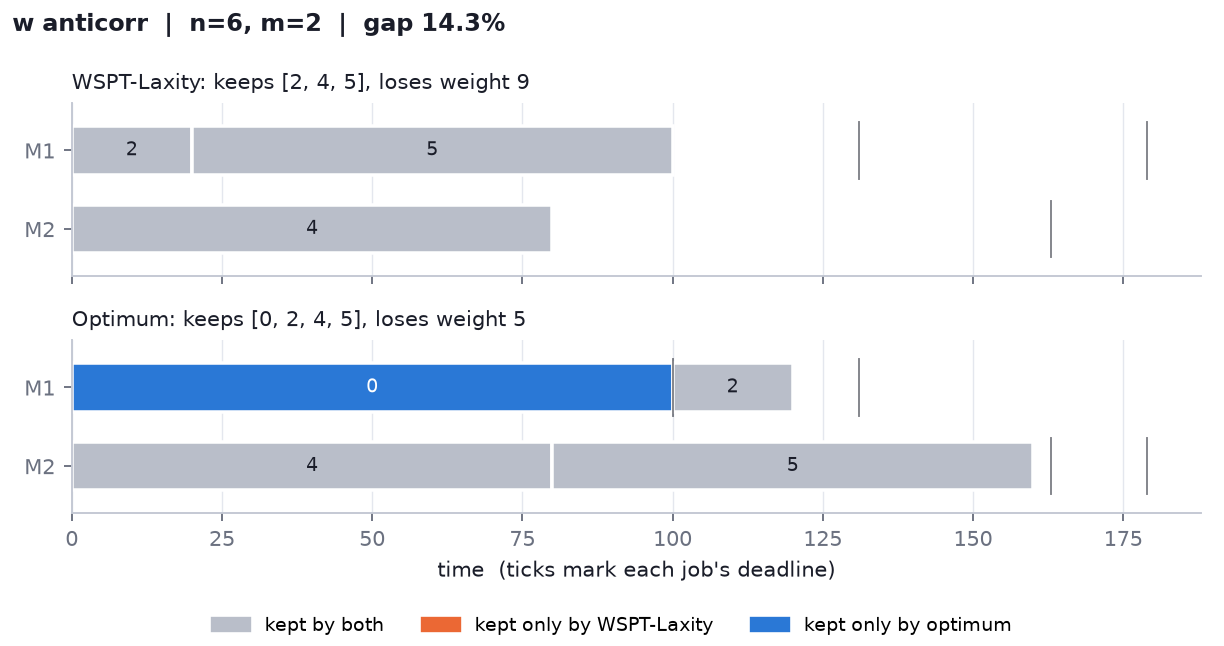 w anticorr | n=6, m=2 | gap 14.3%
WSPT-Laxity: keeps [2, 4, 5], loses weight 9
M1
2
5
M2
4
Optimum: keeps [0, 2, 4, 5], loses weight 5
M1
0
2
M2
4
5
0 25 50 75 100 125 150 175
time (ticks mark each job's deadline)
kept by both kept only by WSPT-Laxity kept only by optimum